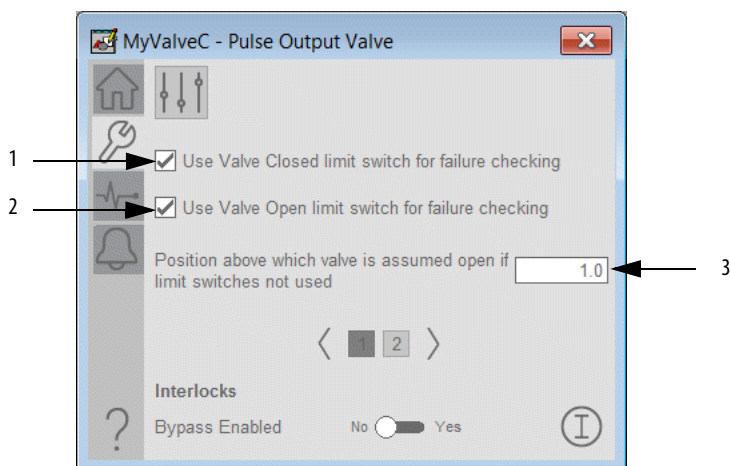 MyValveC - Pulse Output Valve
1
Use Valve Closed limit switch for failure checking
2
Use Valve Open limit switch for failure checking
Position above which valve is assumed open if
limit switches not used
1.0
3
1 2
Interlocks
?
Bypass Enabled No Yes
I